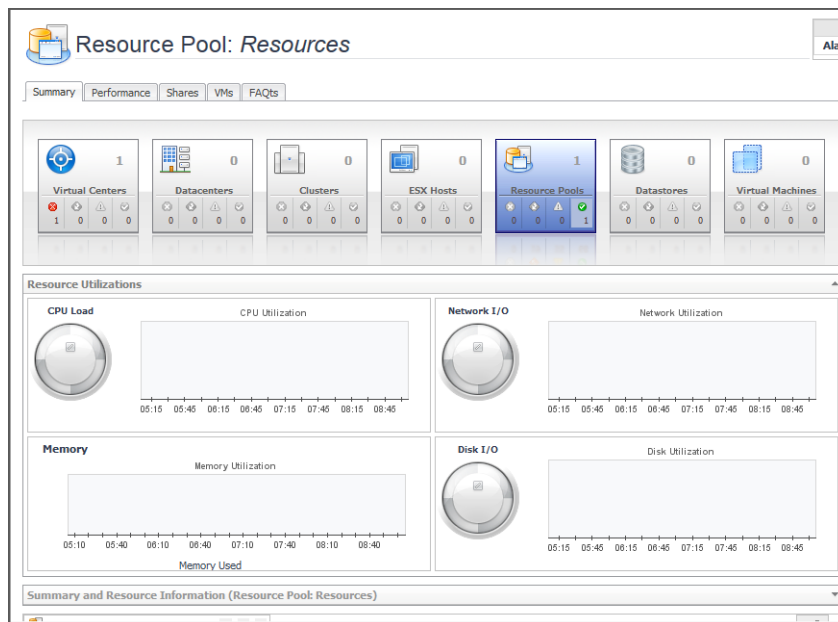 Resource Pool: Resources
Ala
Summary Performance Shares VMs FAQts
1 0 0 0 1 0 0
Virtual Centers Datacenters Clusters ESX Hosts Resource Pools Datastores Virtual Machines
1 0 0 0 0 0 0 0 0 0 0 0 0 0 0 0 0 0 0 1 0 0 0 0 0 0 0 0
Resource Utilizations
CPU Load CPU Utilization
05:15 05:45 06:15 06:45 07:15 07:45 08:15 08:45
Network I/O Network Utilization
05:15 05:45 06:15 06:45 07:15 07:45 08:15 08:45
Memory
Memory Utilization
05:10 05:40 06:10 06:40 07:10 07:40 08:10 08:40
Memory Used
Disk I/O Disk Utilization
05:15 05:45 06:15 06:45 07:15 07:45 08:15 08:45
Summary and Resource Information (Resource Pool: Resources)